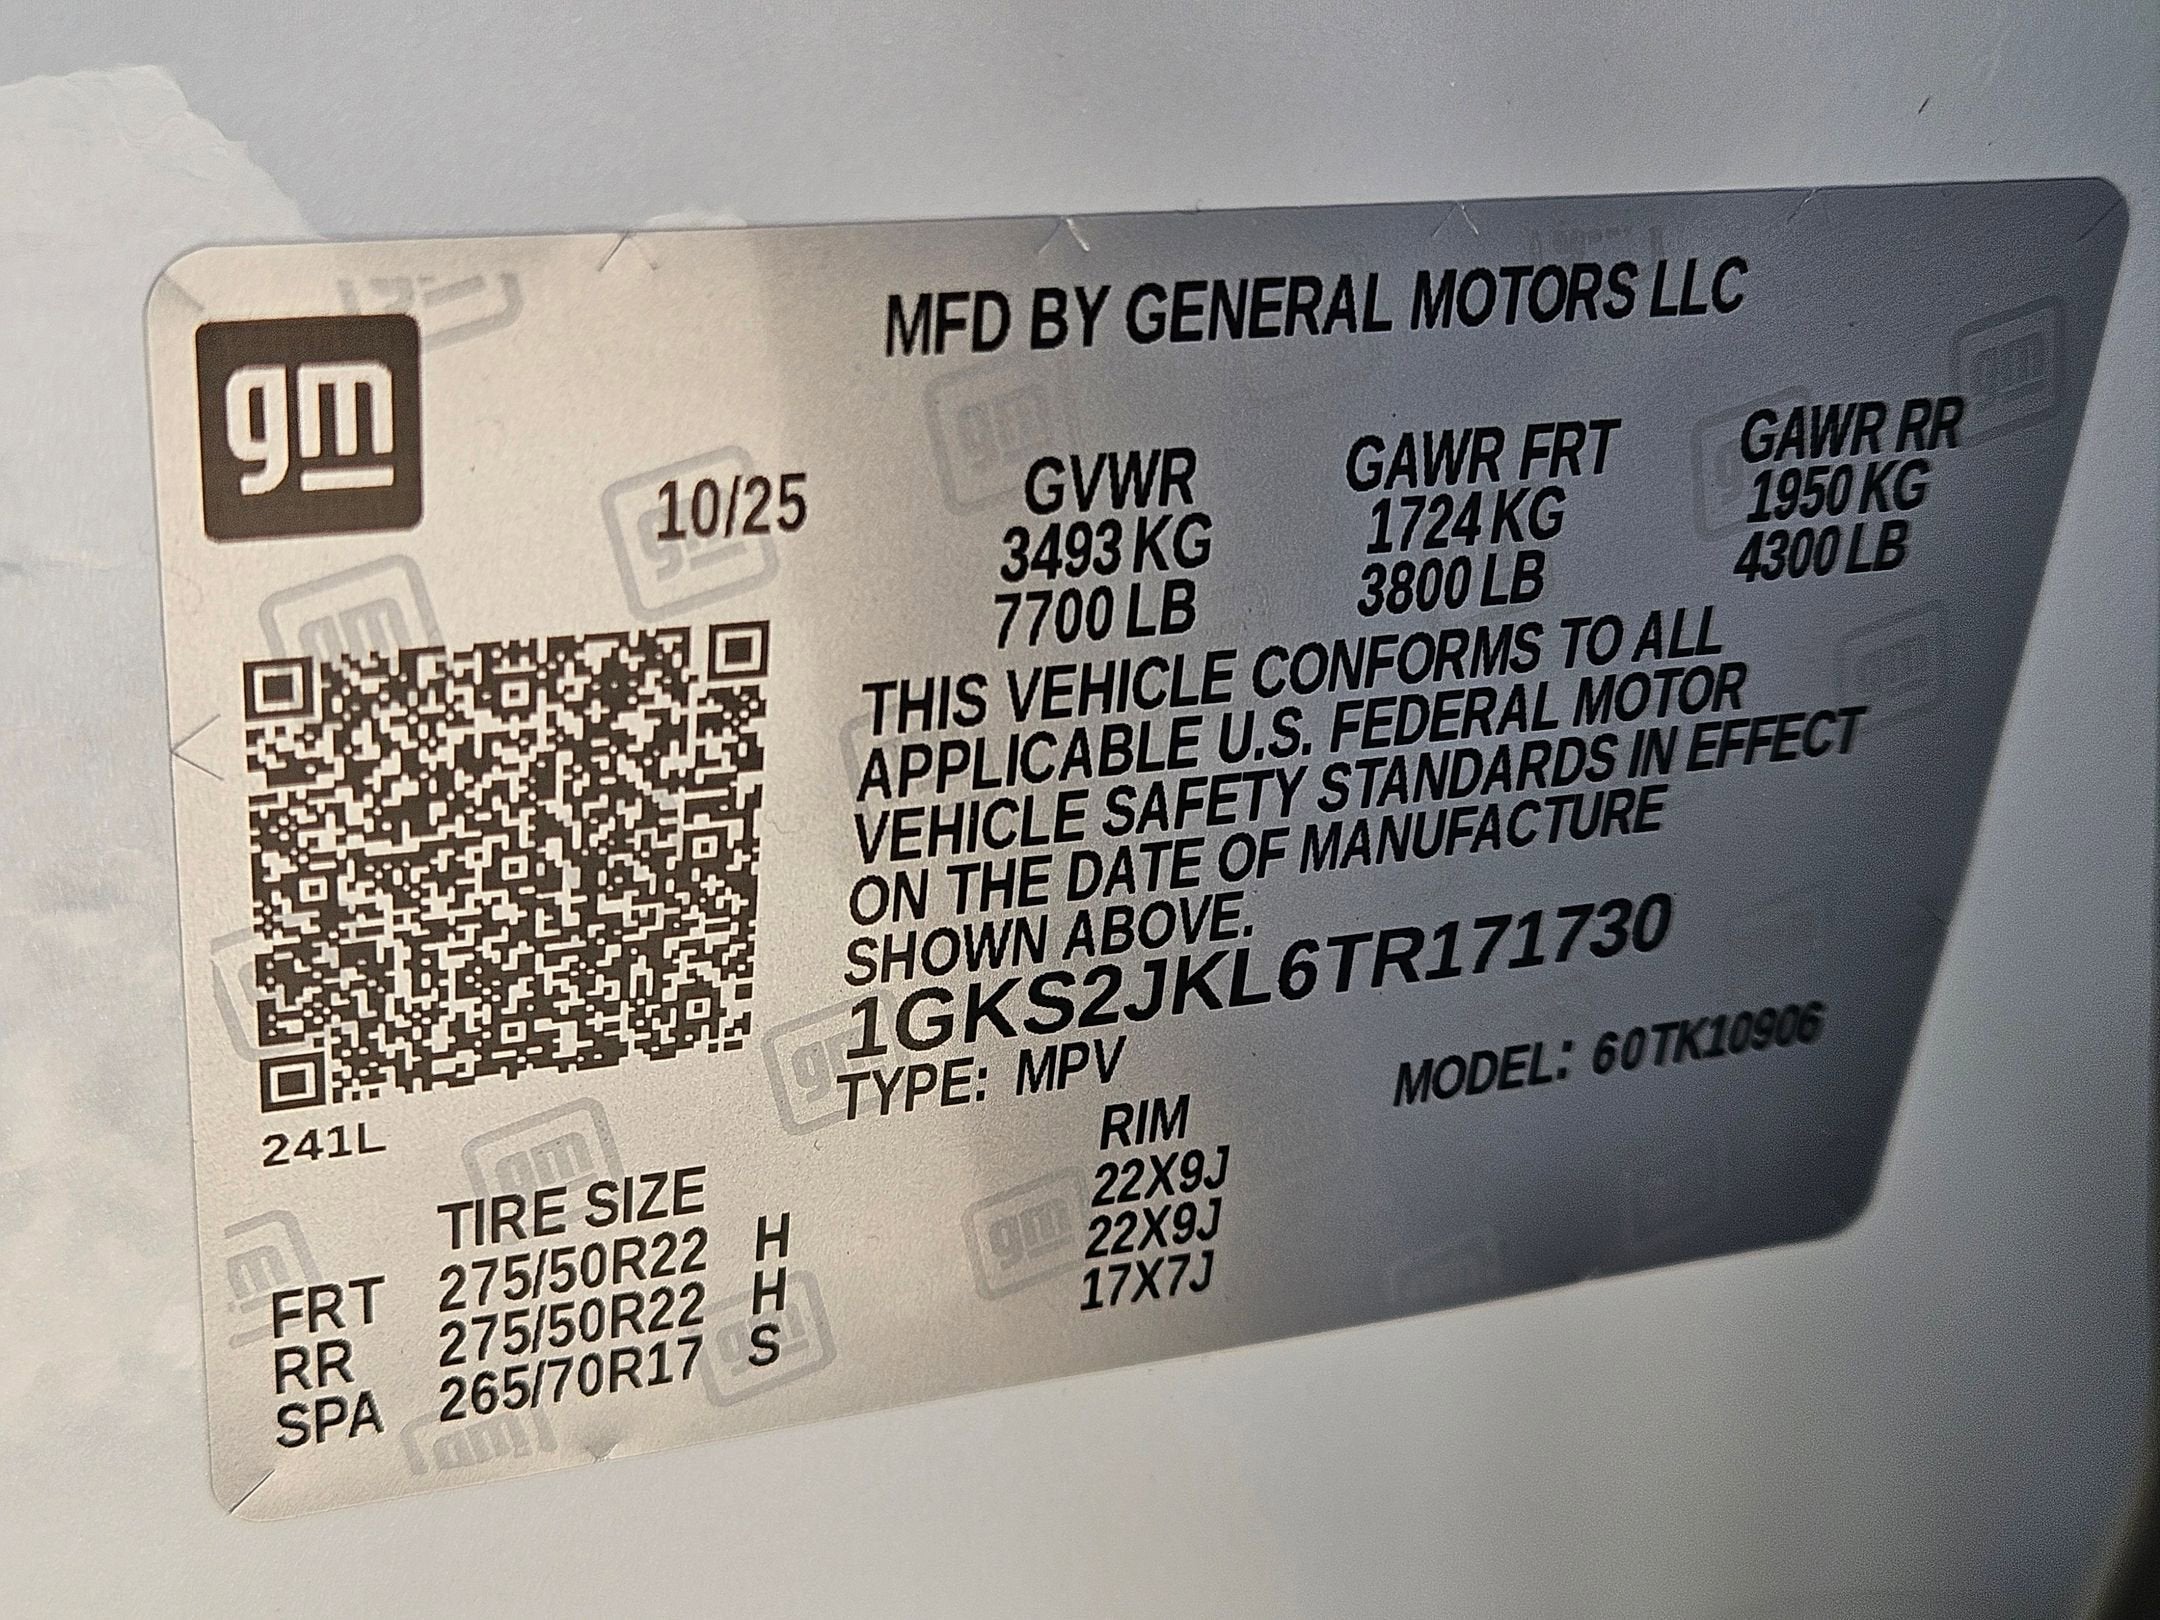 gm
MFD BY GENERAL MOTORS LLC
10/25
GVWR GAWR FRT GAWR RR
3493 KG 1724 KG 1950 KG
7700 LB 3800 LB 4300 LB
THIS VEHICLE CONFORMS TO ALL
APPLICABLE U.S. FEDERAL MOTOR
VEHICLE SAFETY STANDARDS IN EFFECT
ON THE DATE OF MANUFACTURE
SHOWN ABOVE.
1GKS2JKL6TR171730
TYPE: MPV MODEL: 60TK10906
241L
TIRE SIZE RIM
FRT 275/50R22 H 22X9J
RR 275/50R22 H 22X9J
SPA 265/70R17 S 17X7J